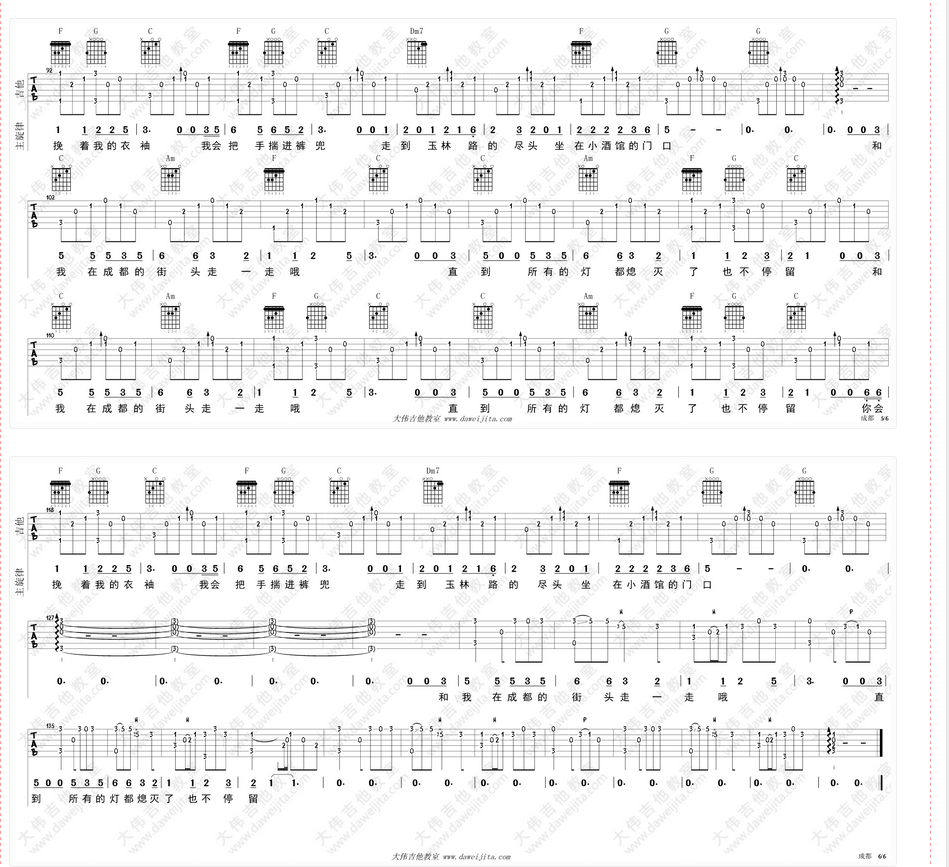 F G C F G C Dm7 F G G
92
吉他
TAB
主旋律
1 1 2 2 5 3. 0 0 3 5 6 5 6 5 2 3. 0 0 1 2 0 1 2 1 6 2 3 2 0 1 2 2 2 2 3 6 5 - - 0. 0. 0. 0 0 3
挽 着我的衣 袖 我会 把 手揣进裤 兜 走到 玉林 路的 尽头 坐 在小酒馆的门 口 和
C Am F C C Am F G C
102
TAB
5 5 5 3 5 6 6 3 2 1 1 2 5 3. 0 0 3 5 0 0 5 3 5 6 6 3 2 1 1 2 3 2 1 0 0 3
我 在成都的 街 头走 一 走 哦 直 到 所有的 灯 都熄 灭 了 也不停 留 和
C Am F G C C Am F G C
110
TAB
5 5 5 3 5 6 6 3 2 1 1 2 5 3. 0 0 3 5 0 0 5 3 5 6 6 3 2 1 1 2 3 2 1 0 0 6 6
我 在成都的 街 头走 一 走 哦 直 到 所有的 灯 都熄 灭 了 也不停 留 你会
大伟吉他教室 www.daweijita.com
成都 5/6
F G C F G C Dm7 F G G
118
吉他
TAB
主旋律
1 1 2 2 5 3. 0 0 3 5 6 5 6 5 2 3. 0 0 1 2 0 1 2 1 6 2 3 2 0 1 2 2 2 2 3 6 5 - - 0. 0.
挽 着我的衣 袖 我会 把 手揣进裤 兜 走到 玉林 路的 尽头 坐 在小酒馆的门 口
127
TAB
0. 0. 0. 0. 0. 0. 0. 0 0 3 5 5 5 3 5 6 6 3 2 1 1 2 5 3. 0 0 3
和 我 在成都的 街 头走 一 走 哦 直
135
TAB
5 0 0 5 3 5 6 6 3 2 1 1 2 3 2 1 1. 0. 0. 0. 0. 0. 0. 0. 0. 0. 0. 0. 0. 0. 0. 0. 0.
到 所有的 灯都熄灭 了 也不 停 留
大伟吉他教室 www.daweijita.com
成都 6/6